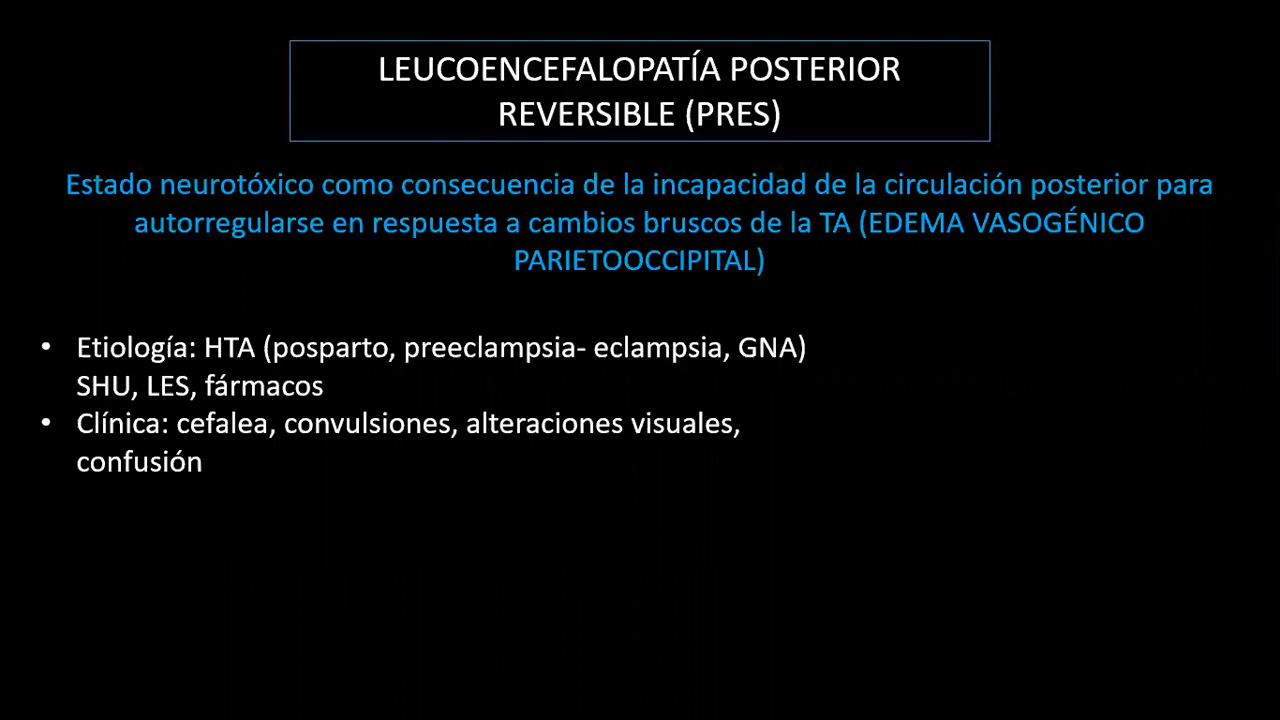 LEUCOENCEFALOPATÍA POSTERIOR
REVERSIBLE (PRES)
Estado neurotóxico como consecuencia de la incapacidad de la circulación posterior para
autorregularse en respuesta a cambios bruscos de la TA (EDEMA VASOGÉNICO
PARIETOOCCIPITAL)
• Etiología: HTA (posparto, preeclampsia- eclampsia, GNA)
SHU, LES, fármacos
• Clínica: cefalea, convulsiones, alteraciones visuales,
confusión